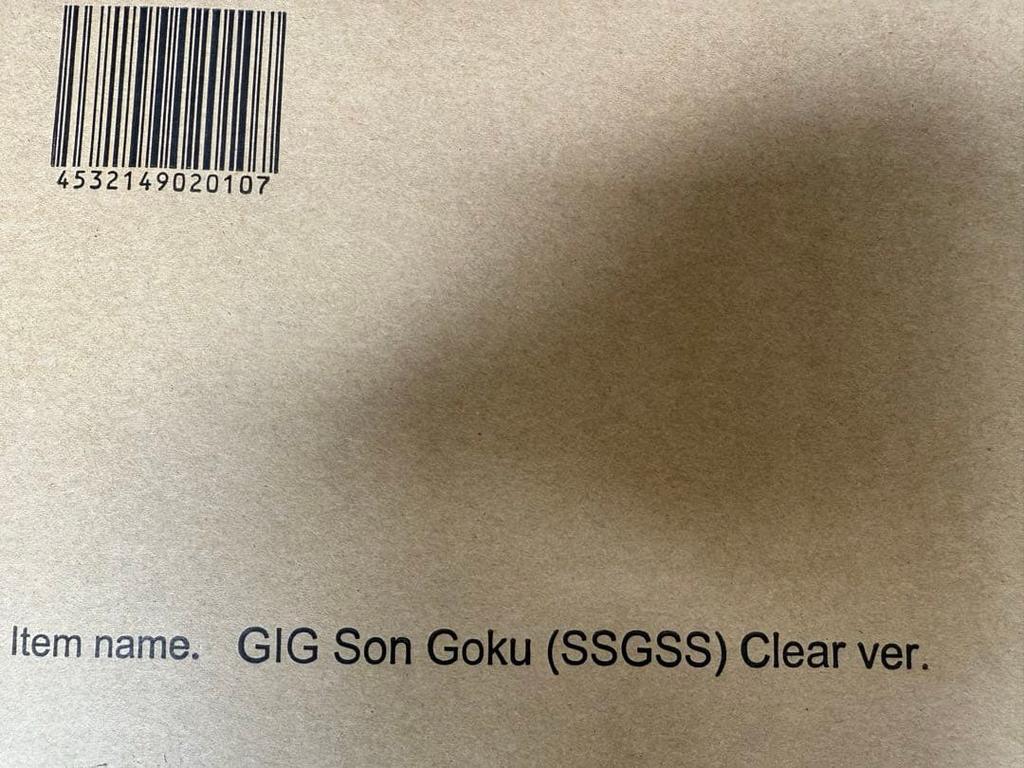 4532149020107
Item name. GIG Son Goku (SSGSS) Clear ver.